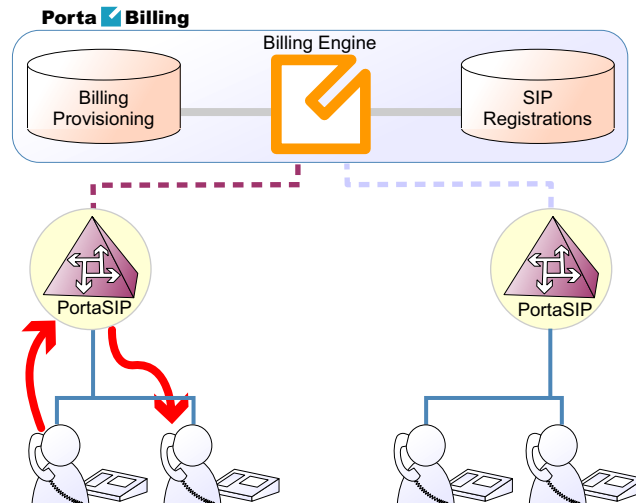 Porta Billing
Billing Engine
Billing
Provisioning
SIP
Registrations
PortaSIP
PortaSIP